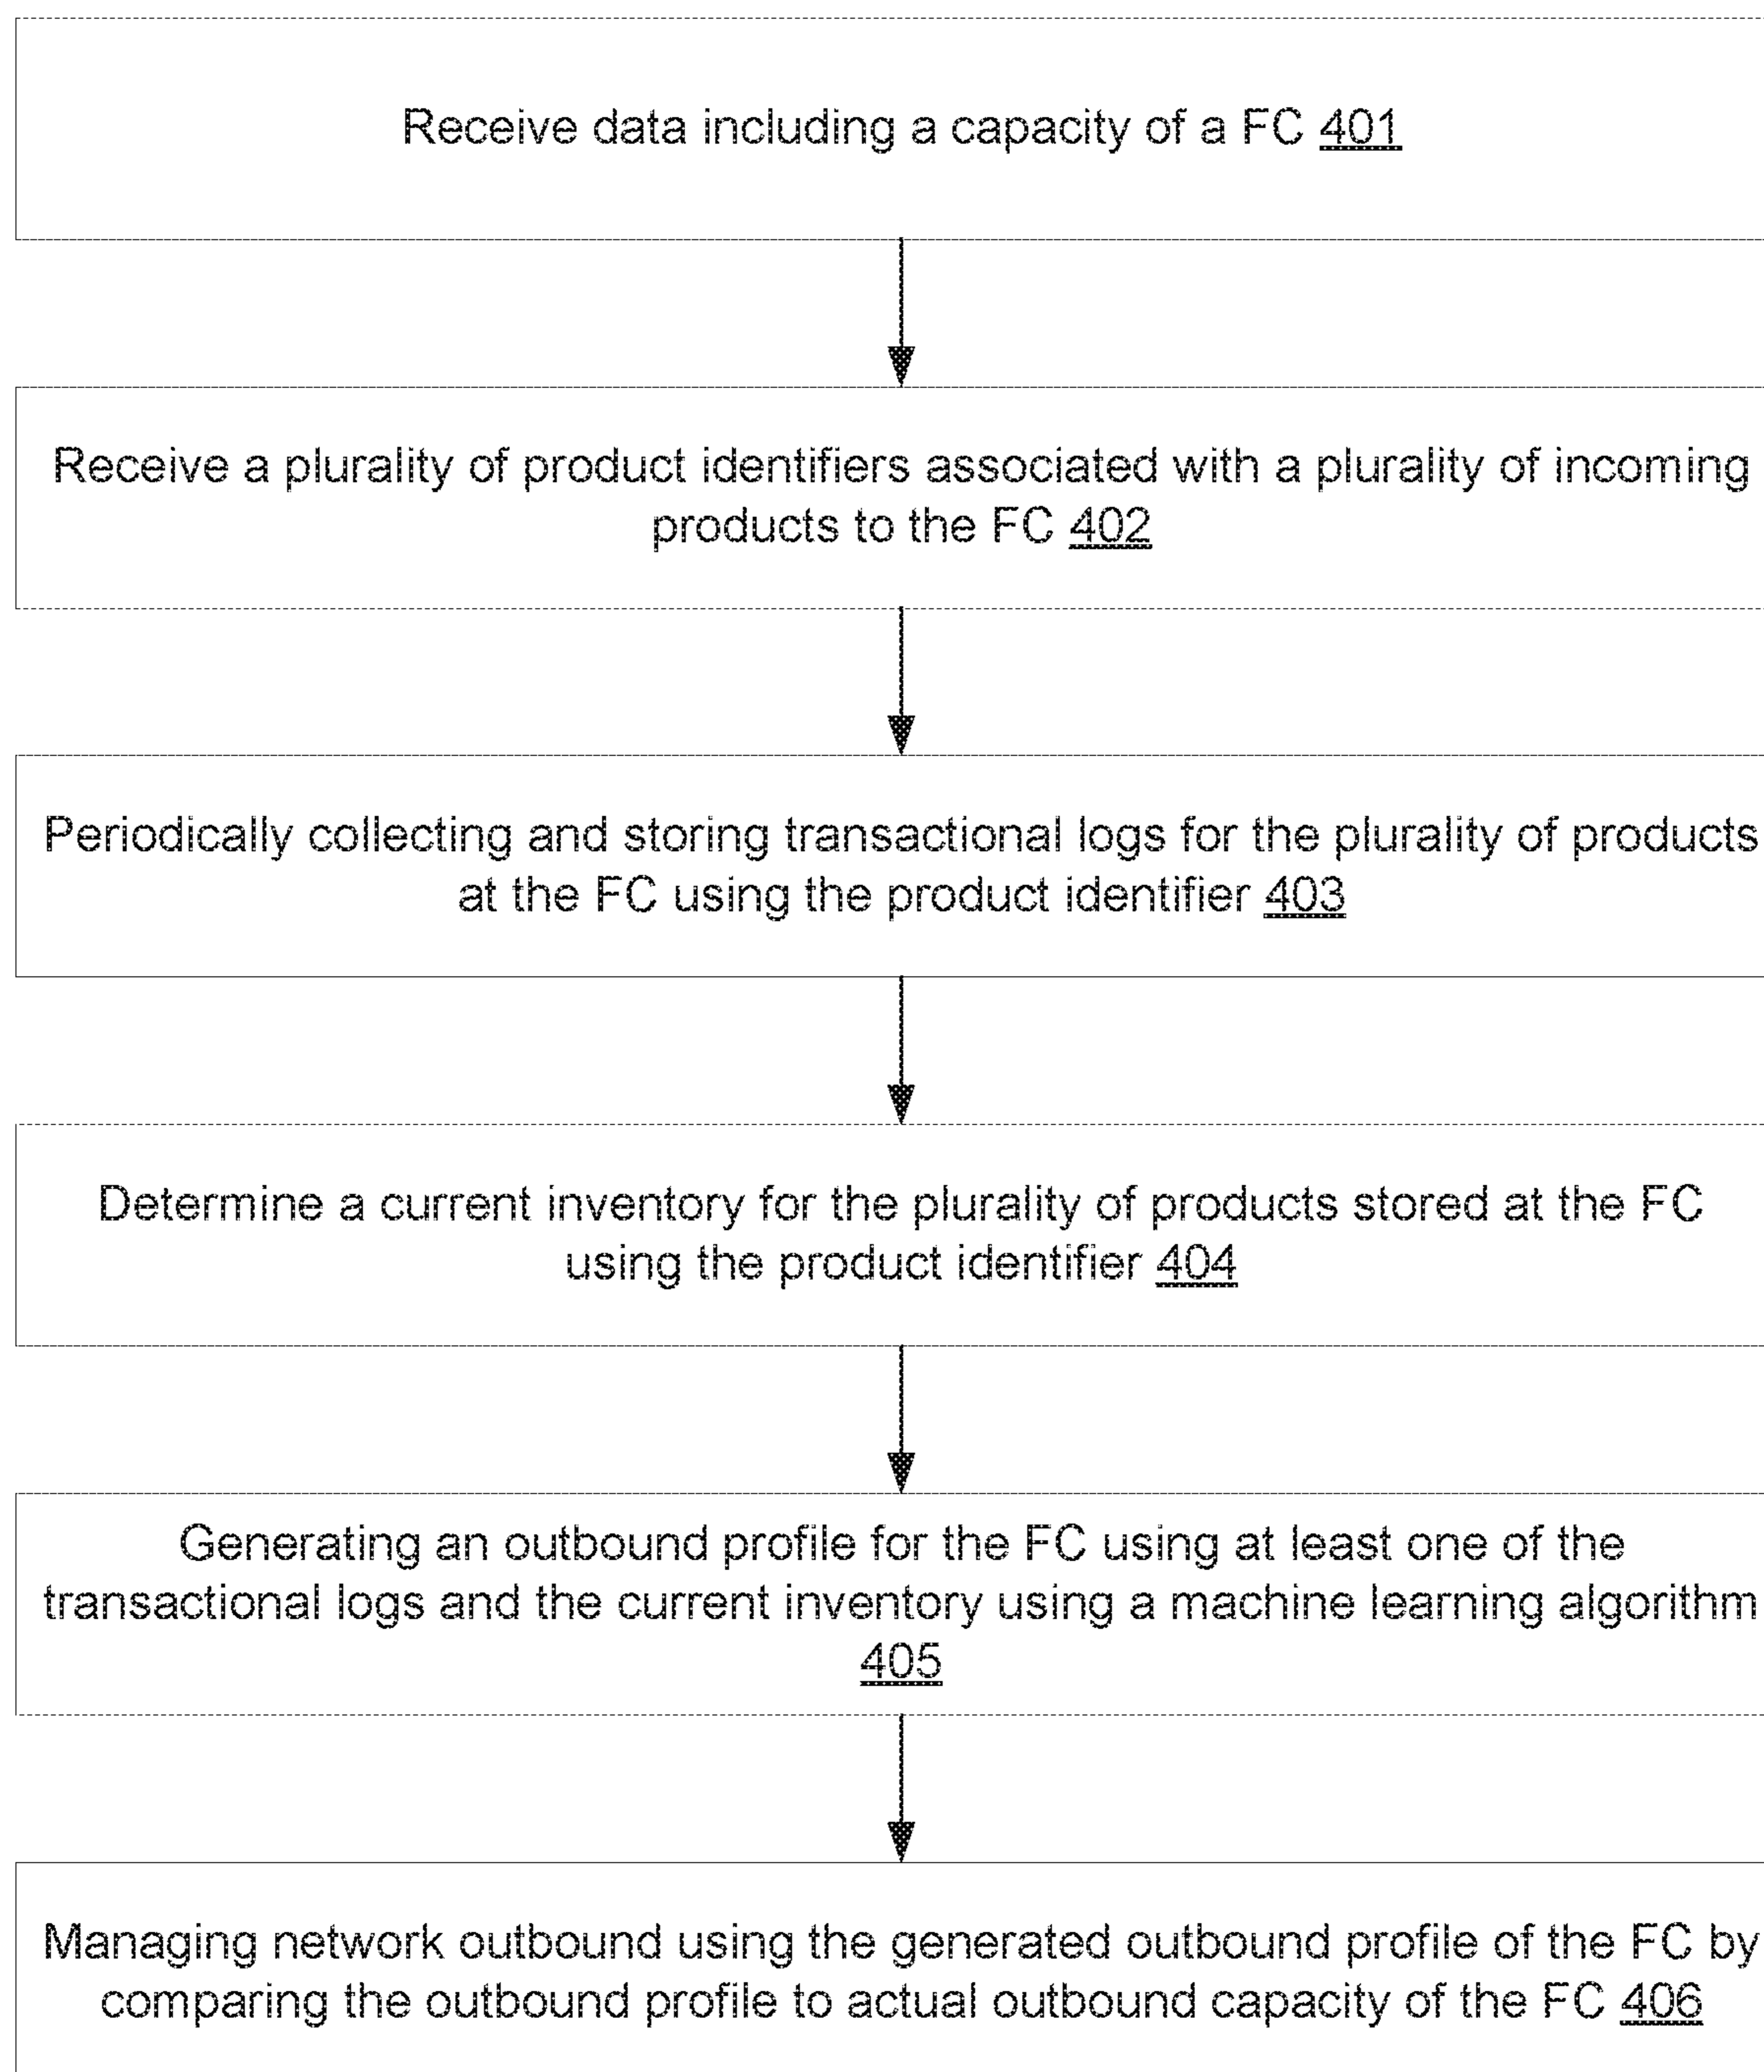 Receive data including a capacity of a FC 401
Receive a plurality of product identifiers associated with a plurality of incoming
products to the FC 402
Periodically collecting and storing transactional logs for the plurality of products
at the FC using the product identifier 403
Determine a current inventory for the plurality of products stored at the FC
using the product identifier 404
Generating an outbound profile for the FC using at least one of the
transactional logs and the current inventory using a machine learning algorithm
405
Managing network outbound using the generated outbound profile of the FC by
comparing the outbound profile to actual outbound capacity of the FC 406